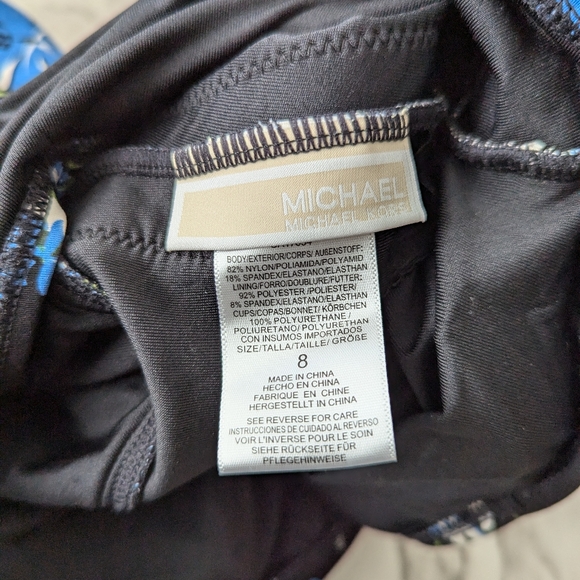 MICHAEL
MICHAEL KORS
BODY/EXTERIOR/CORPS/ AUßENSTOFF:
82% NYLON/POLIAMIDA/POLYAMID
18% SPANDEX/ELASTANO/ELASTHAN
LINING/FORRO/DOUBLURE/FUTTER:
92% POLYESTER /POLIESTER/
8% SPANDEX/ELASTANO/ELASTHAN
CUPS/COPAS/BONNET/ KÖRBCHEN
100% POLYURETHANE /
POLIURETANO/ POLYURETHAN
CON INSUMOS IMPORTADOS
SIZE/TALLA/TAILLE/ GRÖßE
8
MADE IN CHINA
HECHO EN CHINA
FABRIQUE EN CHINE
HERGESTELLT IN CHINA
SEE REVERSE FOR CARE
INSTRUCCIONES DE CUIDADO AL REVERSO
VOIR L'INVERSE POUR LE SOIN
SIEHE RÜCKSEITE FÜR
PFLEGEHINWEISE